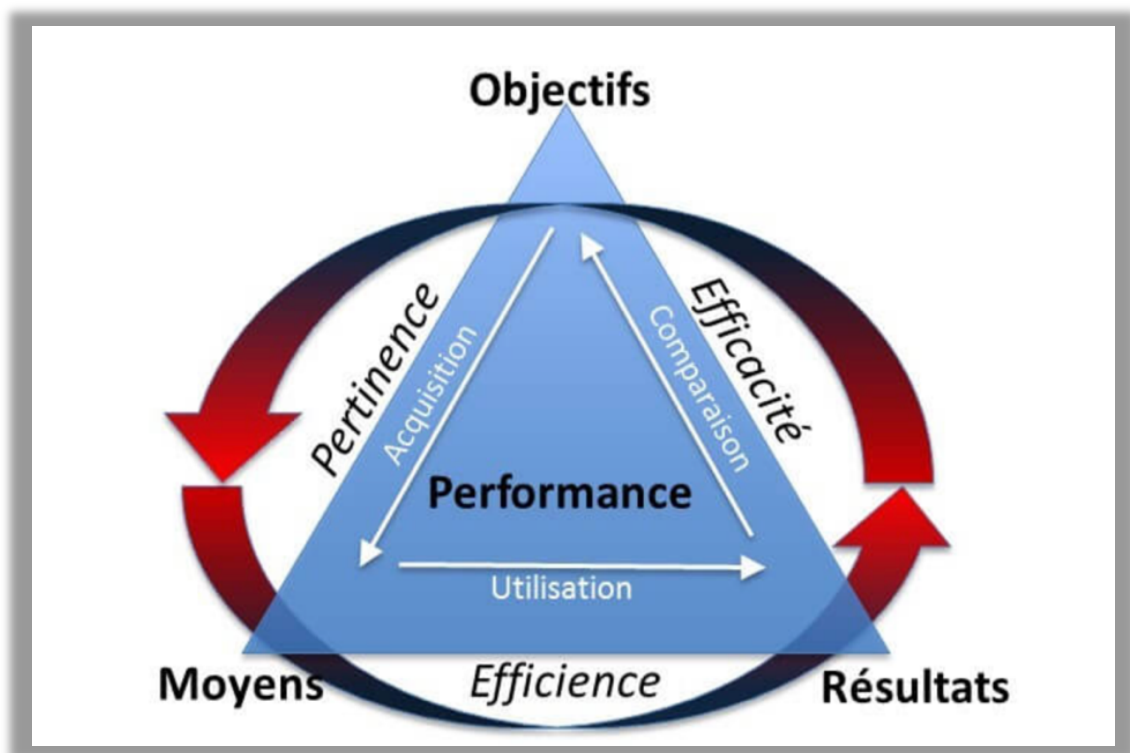 Objectifs
Pertinence
Acquisition
Comparaison
Efficacité
Performance
Utilisation
Moyens
Efficience
Résultats